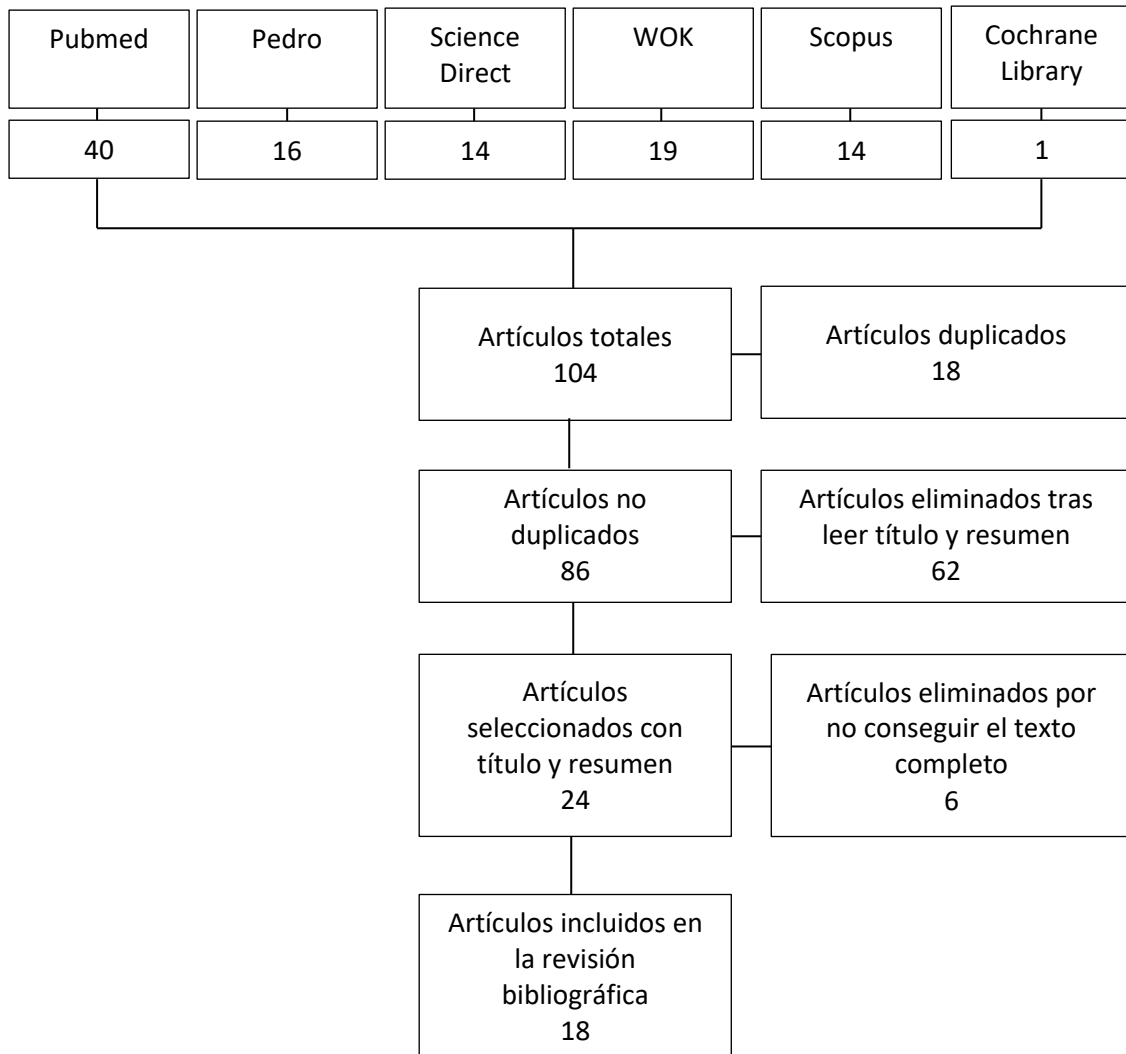 Pubmed
Pedro
Science
Direct
WOK
Scopus
Cochrane
Library
40
16
14
19
14
1
Artículos totales
104
Artículos duplicados
18
Artículos no
duplicados
86
Artículos eliminados tras
leer título y resumen
62
Artículos
seleccionados con
título y resumen
24
Artículos eliminados por
no conseguir el texto
completo
6
Artículos incluidos en
la revisión
bibliográfica
18